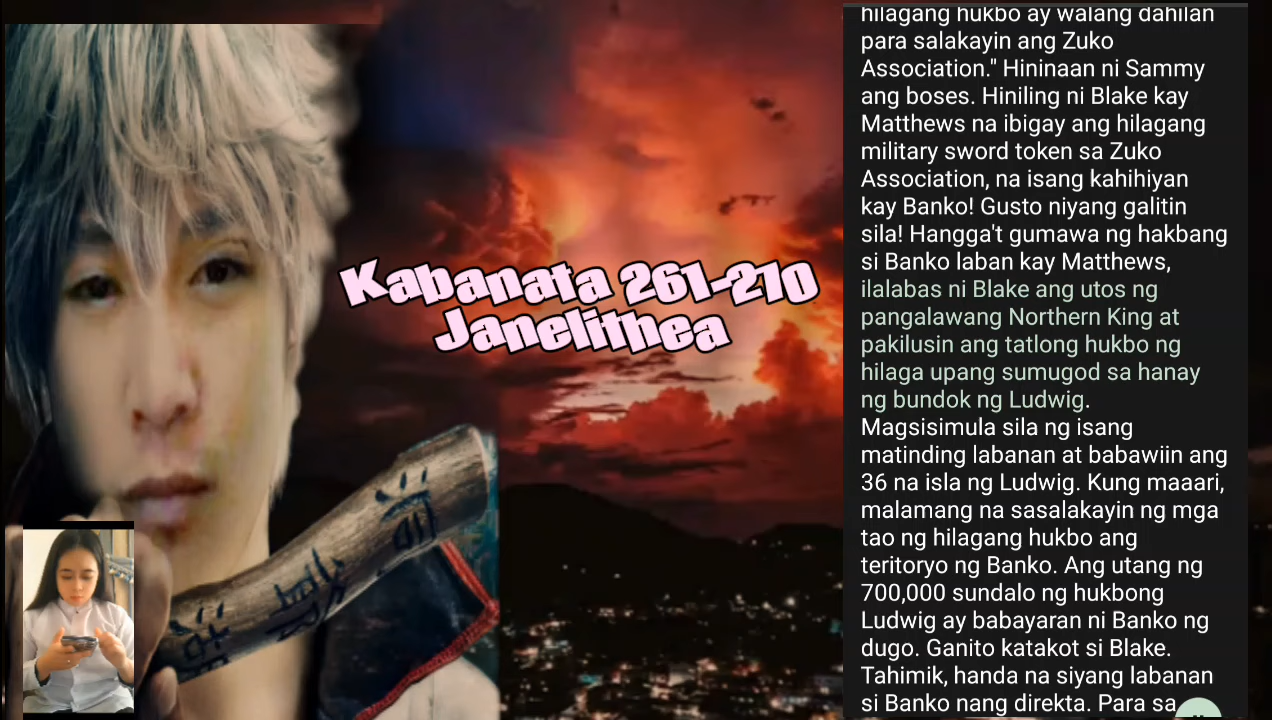 Kabanata 261-270
Janelithea
hilagang hukbo ay walang dahilan
para salakayin ang Zuko
Association." Hininaan ni Sammy
ang boses. Hiniling ni Blake kay
Matthews na ibigay ang hilagang
military sword token sa Zuko
Association, na isang kahihiyan
kay Banko! Gusto niyang galitin
sila! Hangga't gumawa ng hakbang
si Banko laban kay Matthews,
ilalabas ni Blake ang utos ng
pangalawang Northern King at
pakilusin ang tatlong hukbo ng
hilaga upang sumugod sa hanay
ng bundok ng Ludwig.
Magsisimula sila ng isang
matinding labanan at babawiin ang
36 na isla ng Ludwig. Kung maaari,
malamang na sasalakayin ng mga
tao ng hilagang hukbo ang
teritoryo ng Banko. Ang utang ng
700,000 sundalo ng hukbong
Ludwig ay babayaran ni Banko ng
dugo. Ganito katakot si Blake.
Tahimik, handa na siyang labanan
si Banko nang direkta. Para sa